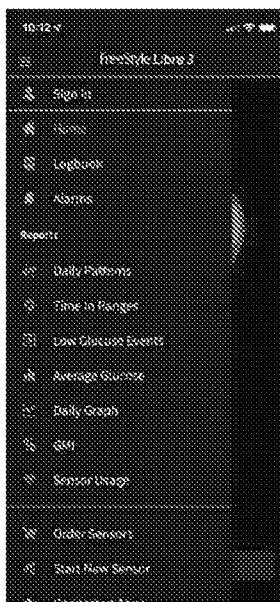 10:12
FreeStyle Libre 3
Sign in
Home
Logbook
Alarms
Reports
Daily Patterns
Time In Ranges
Low Glucose Events
Average Glucose
Daily Graph
GMI
Sensor Usage
Order Sensors
Start New Sensor